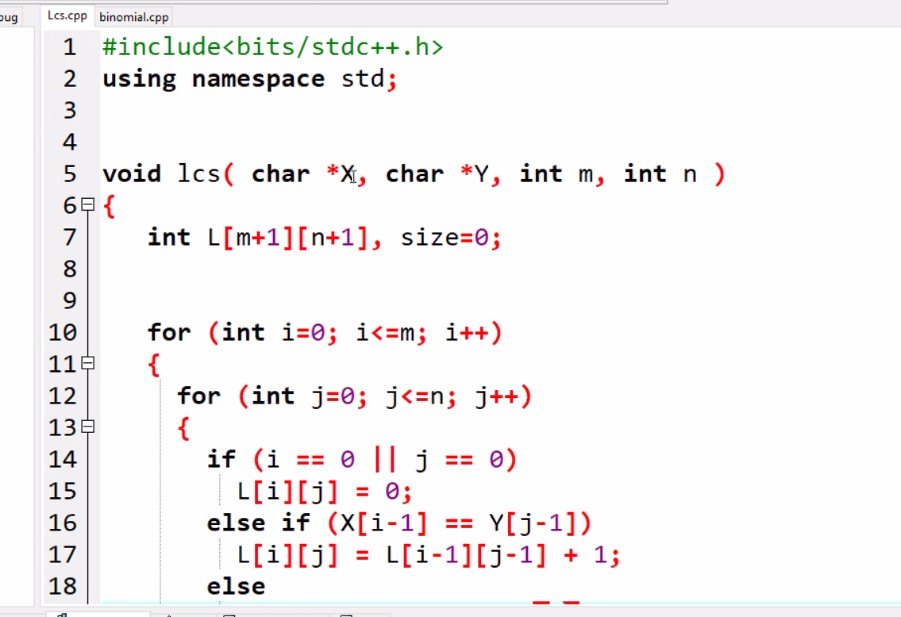 bug Lcs.cpp binomial.cpp
1 #include<bits/stdc++.h>
2 using namespace std;
3
4
5 void lcs( char *X, char *Y, int m, int n )
6 {
7 int L[m+1][n+1], size=0;
8
9
10 for (int i=0; i<=m; i++)
11 {
12 for (int j=0; j<=n; j++)
13 {
14 if (i == 0 || j == 0)
15 L[i][j] = 0;
16 else if (X[i-1] == Y[j-1])
17 L[i][j] = L[i-1][j-1] + 1;
18 else